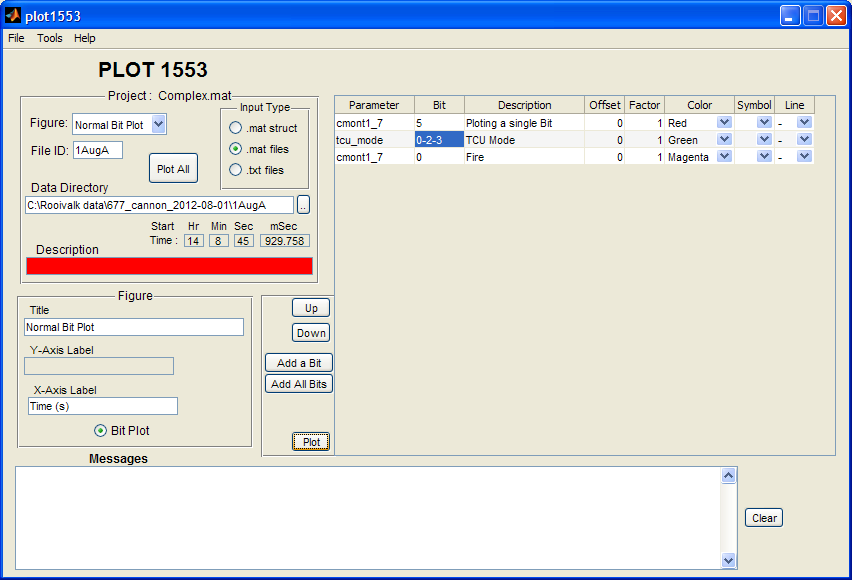 plot1553
File Tools Help
PLOT 1553
Project : Complex.mat
Figure: Normal Bit Plot
File ID: 1AugA
Plot All
Input Type
.mat struct
.mat files
.txt files
Data Directory
C:\Rooivalk data\677_cannon_2012-08-01\1AugA ..
Start Hr Min Sec mSec
Time : 14 8 45 929.758
Description
Parameter Bit Description Offset Factor Color Symbol Line
cmont1_7 5 Ploting a single Bit 0 1 Red -
tcu_mode 0-2-3 TCU Mode 0 1 Green -
cmont1_7 0 Fire 0 1 Magenta -
Figure
Title
Normal Bit Plot
Y-Axis Label
X-Axis Label
Time (s)
Bit Plot
Up
Down
Add a Bit
Add All Bits
Plot
Messages
Clear